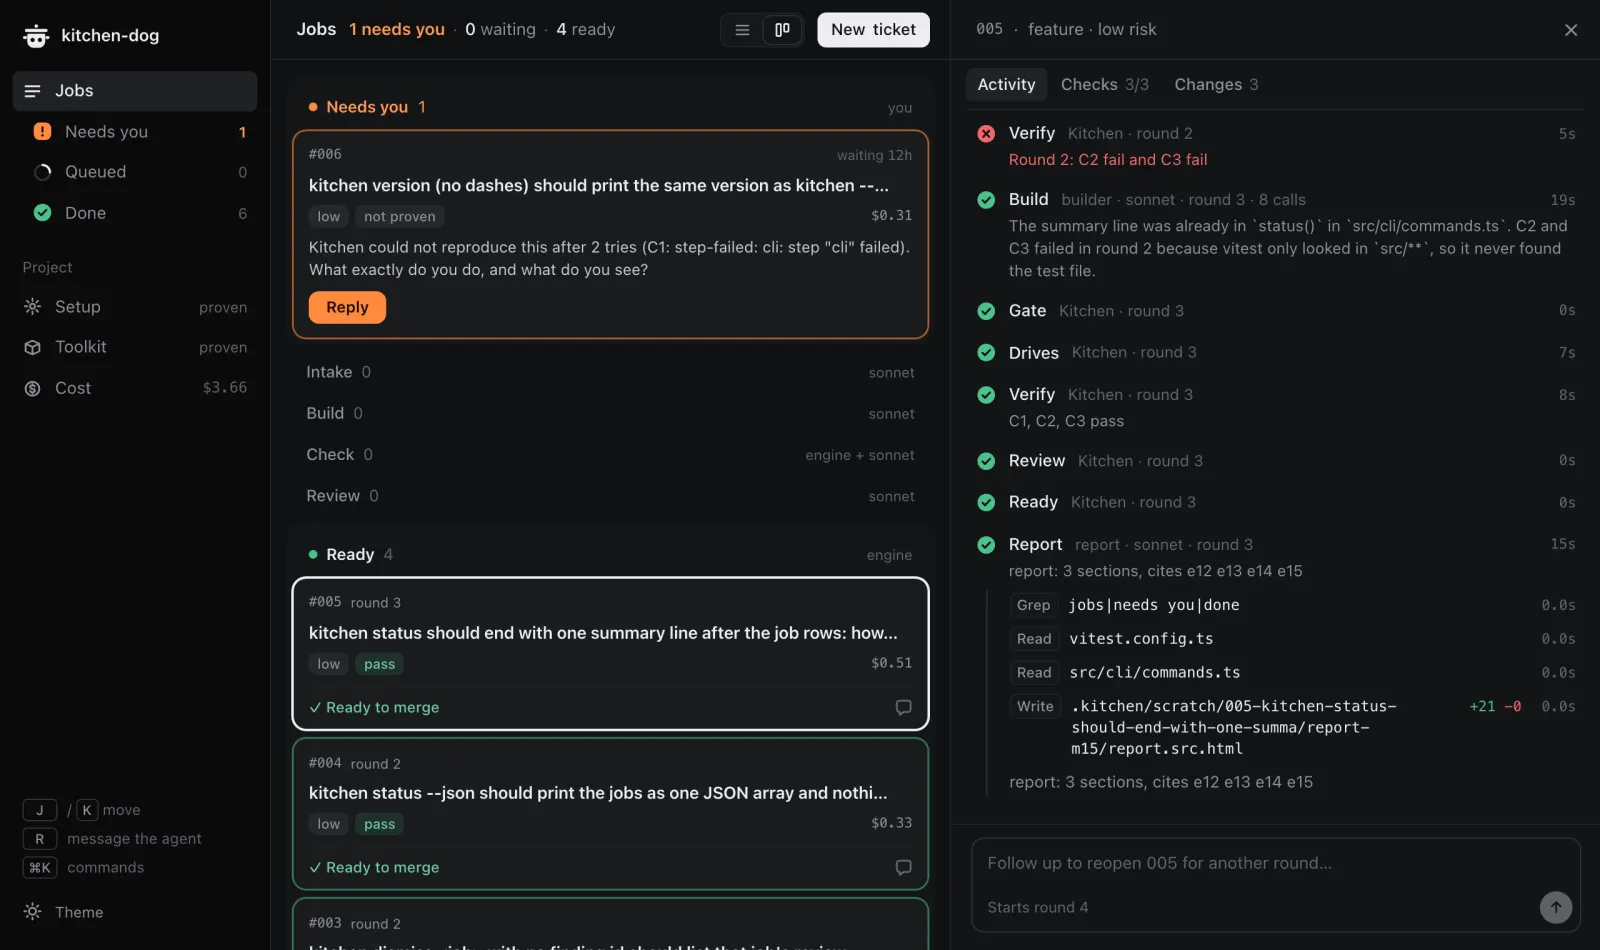 kitchen-dog
Jobs
Needs you 1
Queued 0
Done 6
Project
Setup proven
Toolkit proven
Cost $3.66
J / K move
R message the agent
⌘K commands
Theme
Jobs 1 needs you · 0 waiting · 4 ready
New ticket
Needs you 1 you
#006 waiting 12h
kitchen version (no dashes) should print the same version as kitchen --...
low not proven $0.31
Kitchen could not reproduce this after 2 tries (C1: step-failed: cli: step "cli" failed).
What exactly do you do, and what do you see?
Reply
Intake 0 sonnet
Build 0 sonnet
Check 0 engine + sonnet
Review 0 sonnet
Ready 4 engine
#005 round 3
kitchen status should end with one summary line after the job rows: how...
low pass $0.51
✓ Ready to merge
#004 round 2
kitchen status --json should print the jobs as one JSON array and nothi...
low pass $0.33
✓ Ready to merge
#003 round 2
005 · feature · low risk
Activity Checks 3/3 Changes 3
Verify Kitchen · round 2 5s
Round 2: C2 fail and C3 fail
Build builder · sonnet · round 3 · 8 calls 19s
The summary line was already in `status()` in `src/cli/commands.ts`. C2 and
C3 failed in round 2 because vitest only looked in `src/**`, so it never found
the test file.
Gate Kitchen · round 3 0s
Drives Kitchen · round 3 7s
Verify Kitchen · round 3 8s
C1, C2, C3 pass
Review Kitchen · round 3 0s
Ready Kitchen · round 3 0s
Report report · sonnet · round 3 15s
report: 3 sections, cites e12 e13 e14 e15
Grep jobs|needs you|done 0.0s
Read vitest.config.ts 0.0s
Read src/cli/commands.ts 0.0s
Write .kitchen/scratch/005-kitchen-status- +21 −0 0.0s
should-end-with-one-summa/report-
m15/report.src.html
report: 3 sections, cites e12 e13 e14 e15
Follow up to reopen 005 for another round...
Starts round 4